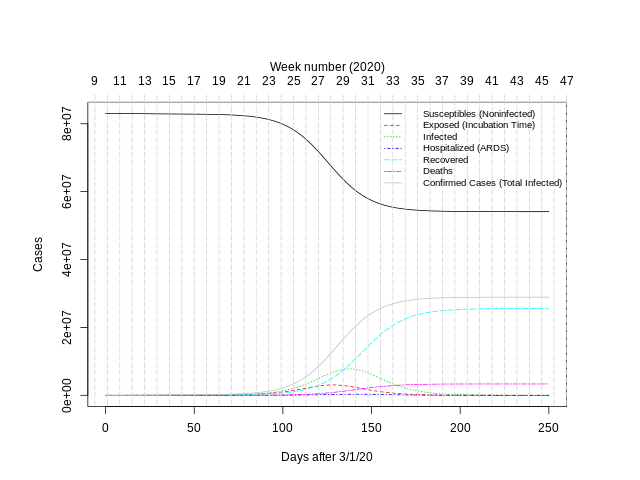 Week number (2020)
9 11 13 15 17 19 21 23 25 27 29 31 33 35 37 39 41 43 45 47
Susceptibles (Noninfected)
Exposed (Incubation Time)
Infected
Hospitalized (ARDS)
Recovered
Deaths
Confirmed Cases (Total Infected)
Cases
8e+07
6e+07
4e+07
2e+07
0e+00
0 50 100 150 200 250
Days after 3/1/20